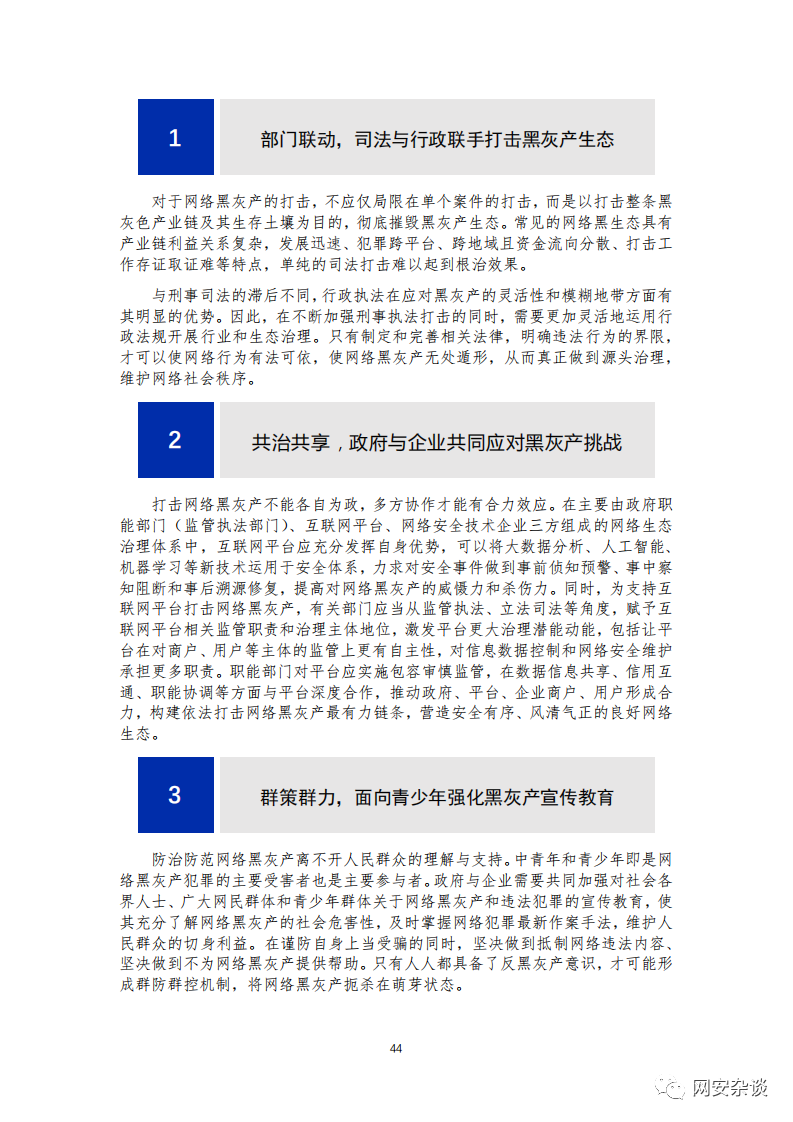 1
部门联动，司法与行政联手打击黑灰产生态
对于网络黑灰产的打击，不应仅局限在单个案件的打击，而是以打击整条黑
灰色产业链及其生存土壤为目的，彻底摧毁黑灰产生态。常见的网络黑生态具有
产业链利益关系复杂，发展迅速、犯罪跨平台、跨地域且资金流向分散、打击工
作存证取证难等特点，单纯的司法打击难以起到根治效果。
与刑事司法的滞后不同，行政执法在应对黑灰产的灵活性和模糊地带方面有
其明显的优势。因此，在不断加强刑事执法打击的同时，需要更加灵活地运用行
政法规开展行业和生态治理。只有制定和完善相关法律，明确违法行为的界限，
才可以使网络行为有法可依，使网络黑灰产无处遁形，从而真正做到源头治理，
维护网络社会秩序。
2
共治共享，政府与企业共同应对黑灰产挑战
打击网络黑灰产不能各自为政，多方协作才能有合力效应。在主要由政府职
能部门（监管执法部门）、互联网平台、网络安全技术企业三方组成的网络生态
治理体系中，互联网平台应充分发挥自身优势，可以将大数据分析、人工智能、
机器学习等新技术运用于安全体系，力求对安全事件做到事前侦知预警、事中察
知阻断和事后溯源修复，提高对网络黑灰产的威慑力和杀伤力。同时，为支持互
联网平台打击网络黑灰产，有关部门应当从监管执法、立法司法等角度，赋予互
联网平台相关监管职责和治理主体地位，激发平台更大治理潜能动能，包括让平
台在对商户、用户等主体的监管上更有自主性，对信息数据控制和网络安全维护
承担更多职责。职能部门对平台应实施包容审慎监管，在数据信息共享、信用互
通、职能协调等方面与平台深度合作，推动政府、平台、企业商户、用户形成合
力，构建依法打击网络黑灰产最有力链条，营造安全有序、风清气正的良好网络
生态。
3
群策群力，面向青少年强化黑灰产宣传教育
防治防范网络黑灰产离不开人民群众的理解与支持。中青年和青少年即是网
络黑灰产犯罪的主要受害者也是主要参与者。政府与企业需要共同加强对社会各
界人士、广大网民群体和青少年群体关于网络黑灰产和违法犯罪的宣传教育，使
其充分了解网络黑灰产的社会危害性，及时掌握网络犯罪最新作案手法，维护人
民群众的切身利益。在谨防自身上当受骗的同时，坚决做到抵制网络违法内容、
坚决做到不为网络黑灰产提供帮助。只有人人都具备了反黑灰产意识，才可能形
成群防群控机制，将网络黑灰产扼杀在萌芽状态。
44
网安杂谈